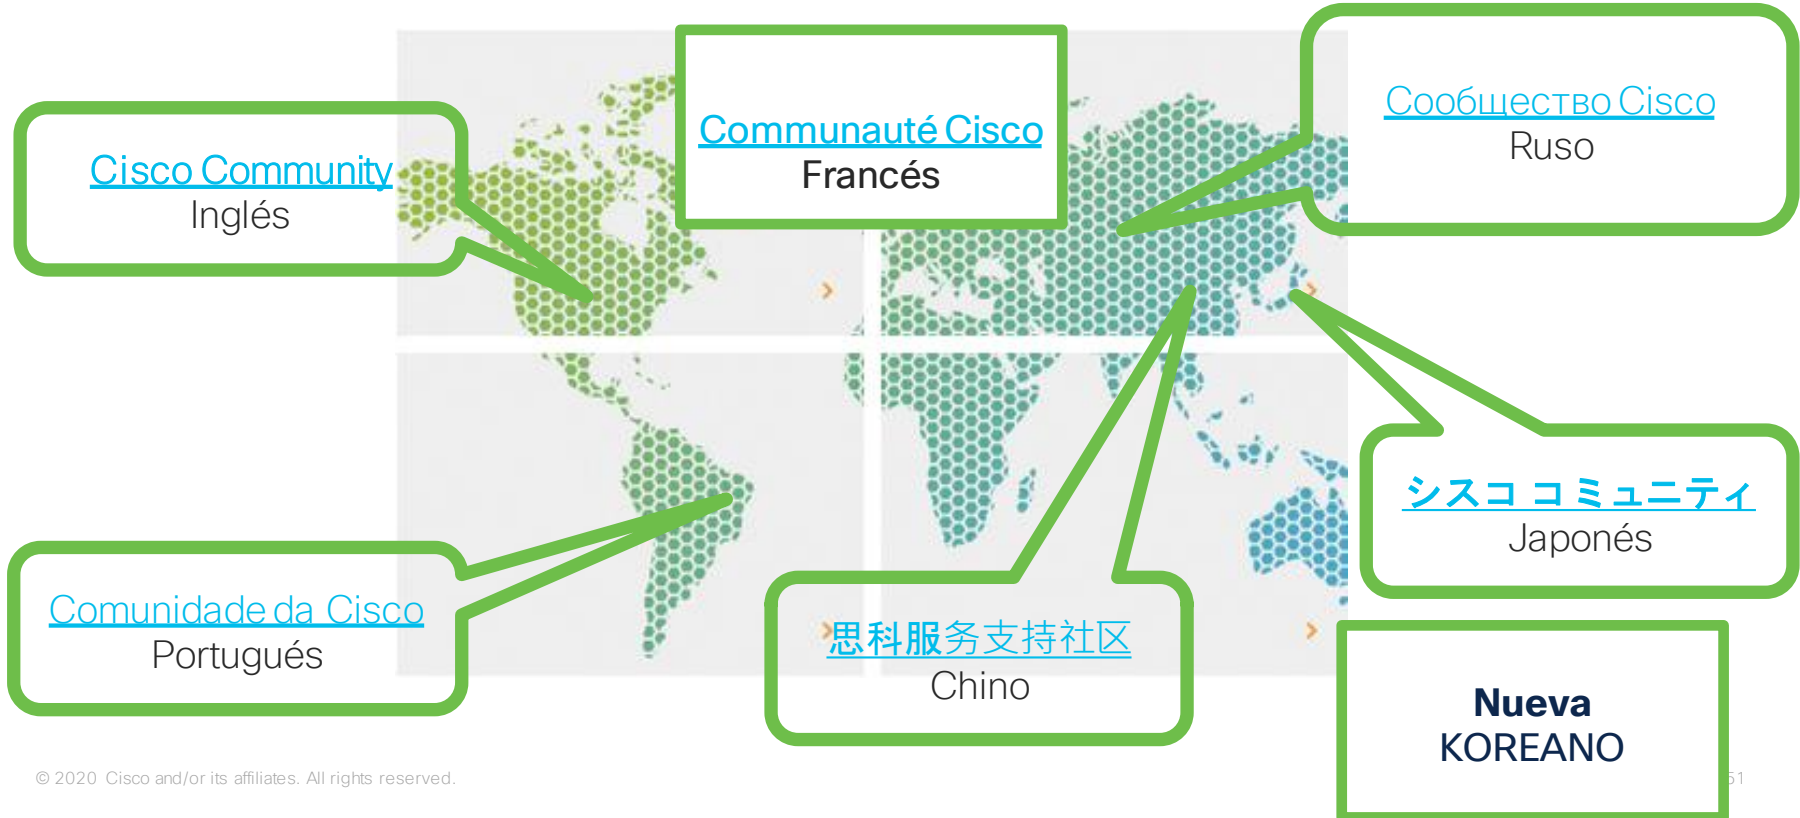 Cisco Community
Inglés
Communauté Cisco
Francés
Сообщество Cisco
Ruso
シスコ コミュニティ
Japonés
Comunidade da Cisco
Portugués
思科服务支持社区
Chino
Nueva
KOREANO
© 2020 Cisco and/or its affiliates. All rights reserved.
51